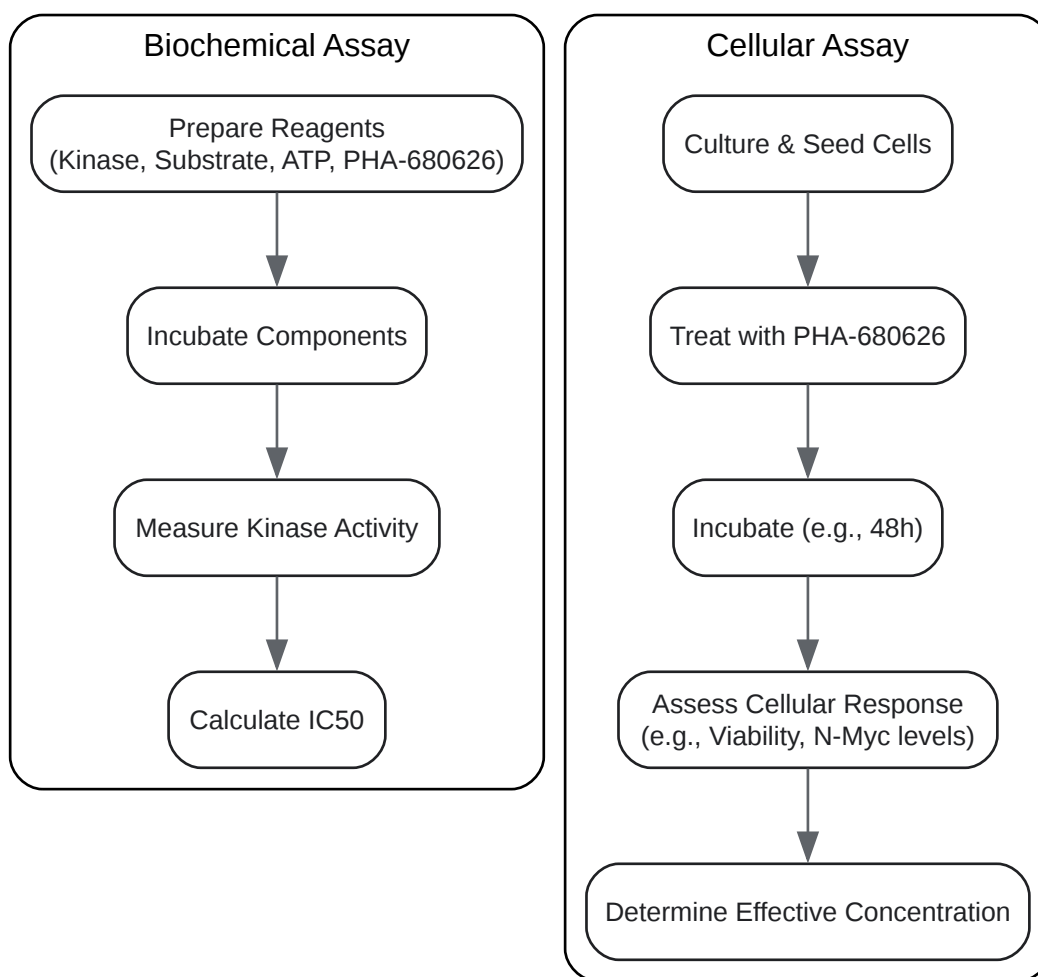 Biochemical Assay
Prepare Reagents
(Kinase, Substrate, ATP, PHA-680626)
Incubate Components
Measure Kinase Activity
Calculate IC50
Cellular Assay
Culture & Seed Cells
Treat with PHA-680626
Incubate (e.g., 48h)
Assess Cellular Response
(e.g., Viability, N-Myc levels)
Determine Effective Concentration